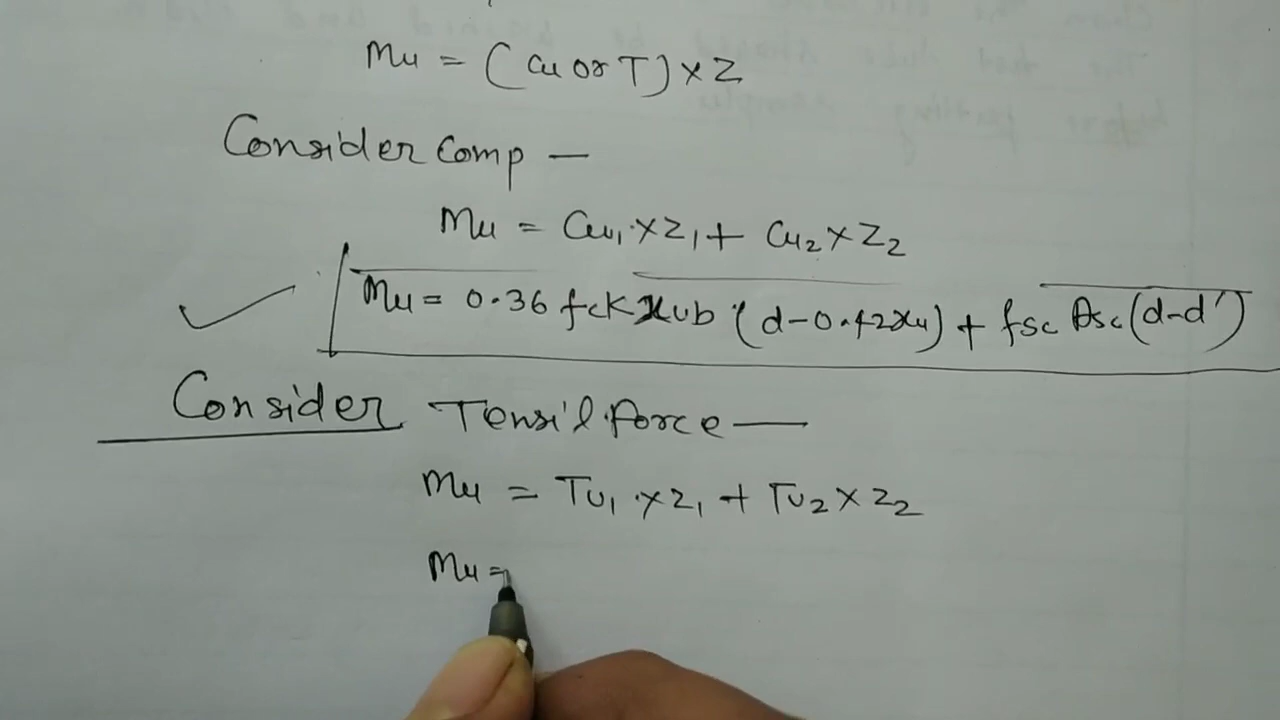 Mu = (Cu or T) × Z
Consider Comp —
Mu = Cu₁ × Z₁ + Cu₂ × Z₂
Mu = 0.36 fck xu b (d-0.42xu) + fsc Asc (d-d')
Consider Tensil force —
Mu = Tu₁ × Z₁ + Tu₂ × Z₂
Mu =